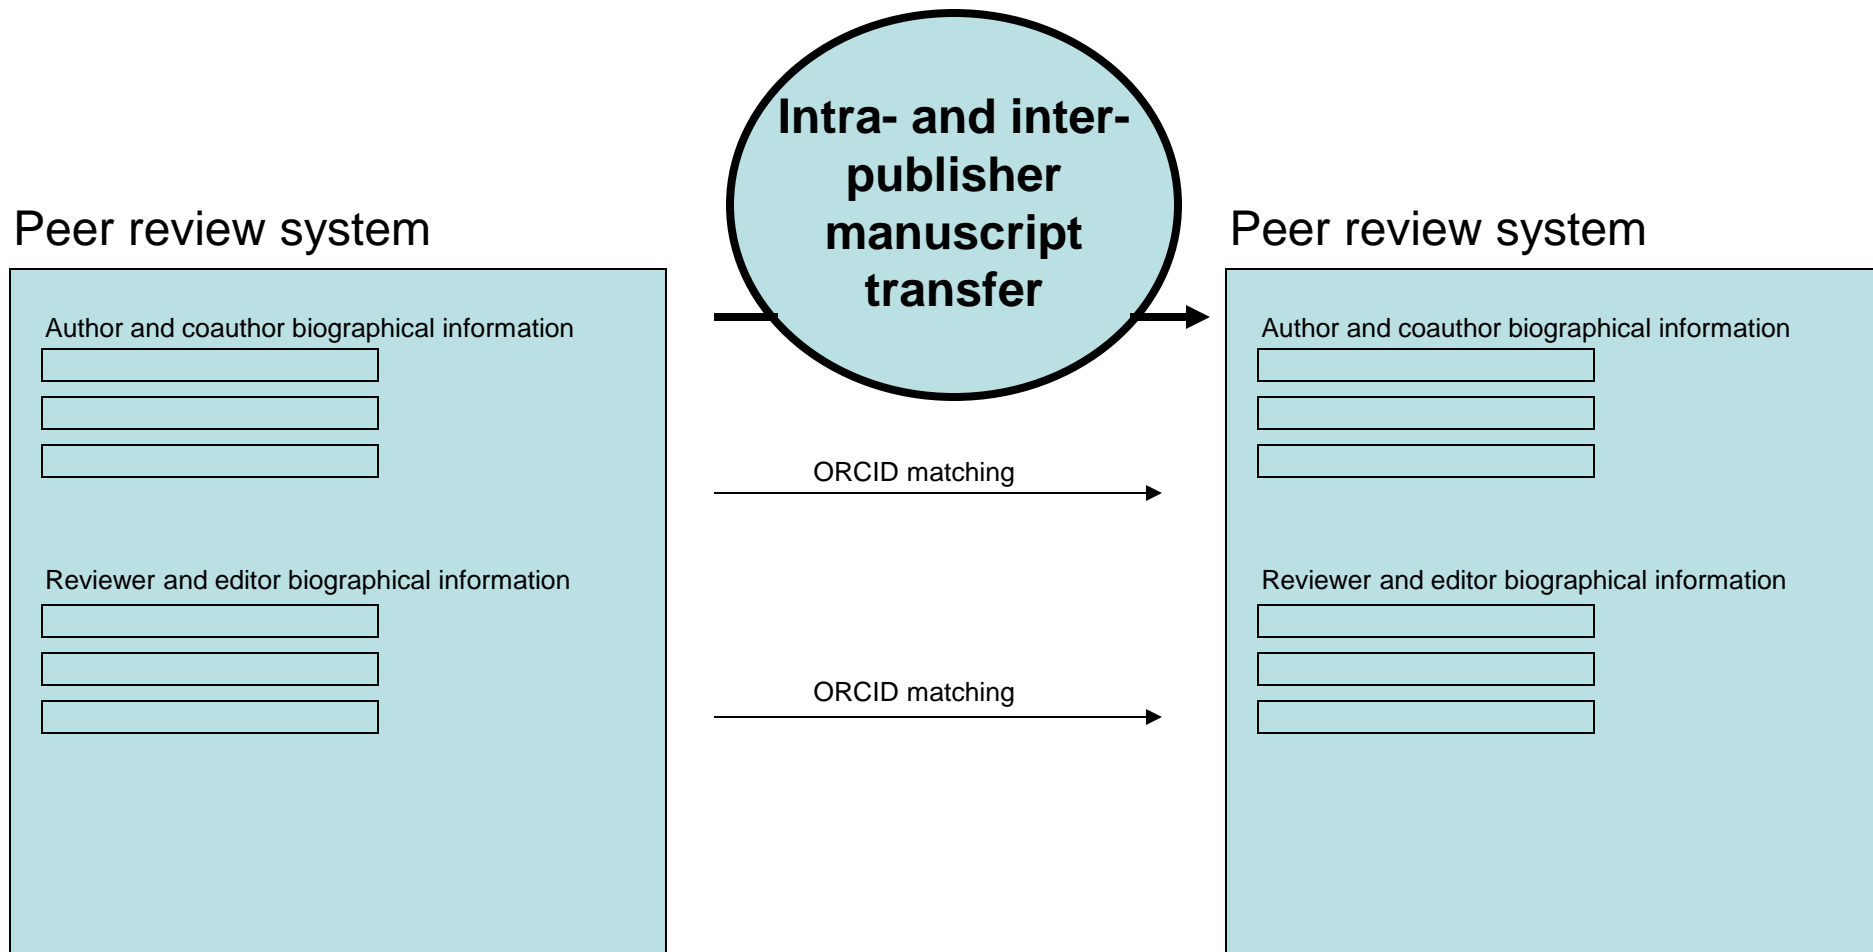 Intra- and inter-
publisher
manuscript
transfer
Peer review system
Author and coauthor biographical information
Reviewer and editor biographical information
ORCID matching
ORCID matching
Peer review system
Author and coauthor biographical information
Reviewer and editor biographical information